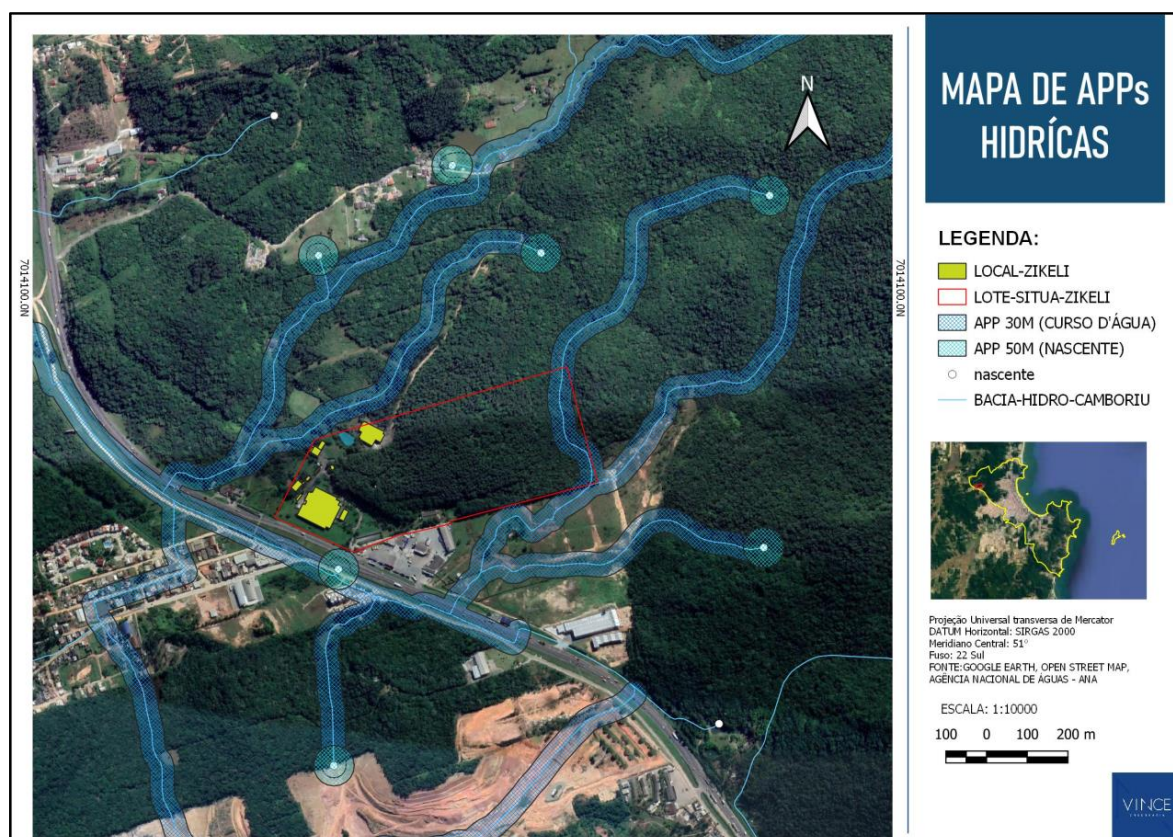 MAPA DE APPs
HIDRÍCAS
N
7014100.0N
7014100.0N
LEGENDA:
LOCAL-ZIKELI
LOTE-SITUA-ZIKELI
APP 30M (CURSO D'ÁGUA)
APP 50M (NASCENTE)
nascente
BACIA-HIDRO-CAMBORIU
Projeção Universal transversa de Mercator
DATUM Horizontal: SIRGAS 2000
Meridiano Central: 51°
Fuso: 22 Sul
FONTE:GOOGLE EARTH, OPEN STREET MAP,
AGÊNCIA NACIONAL DE ÁGUAS - ANA
ESCALA: 1:10000
100 0 100 200 m
VINCE
ENGENHARIA